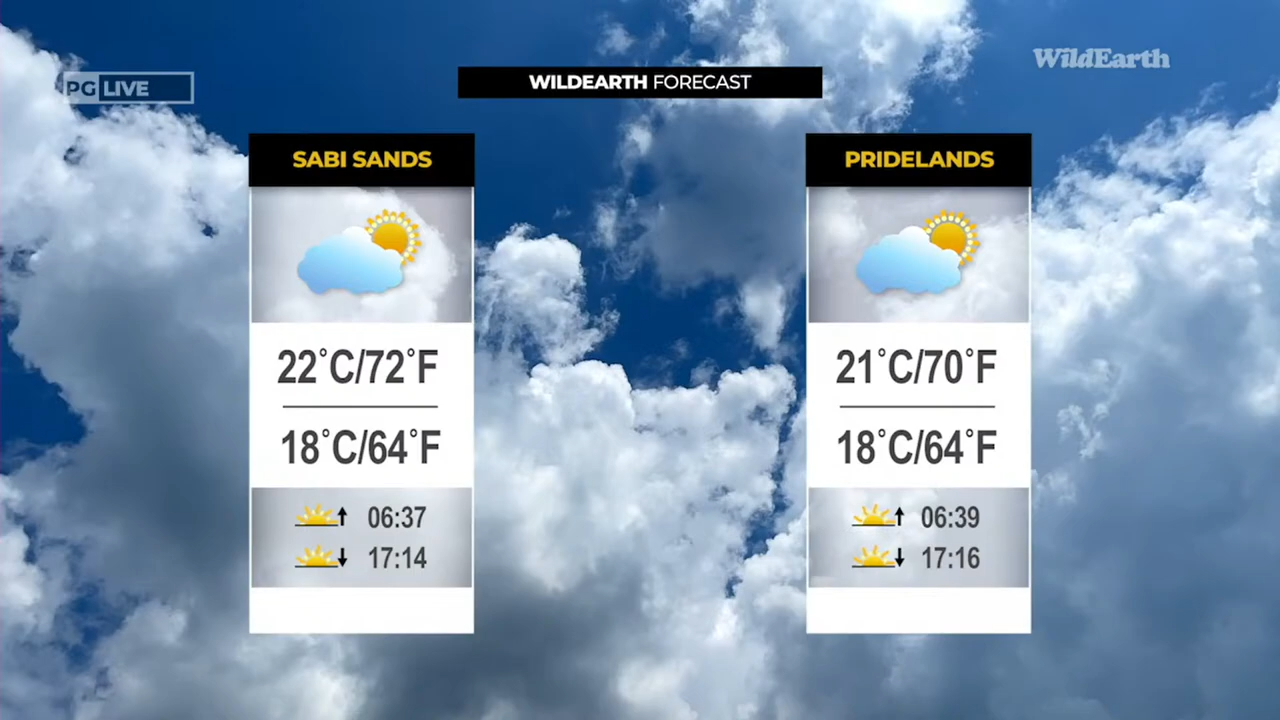 PG LIVE
WildEarth
WILDEARTH FORECAST
SABI SANDS
22°C/72°F
18°C/64°F
06:37
17:14
PRIDELANDS
21°C/70°F
18°C/64°F
06:39
17:16